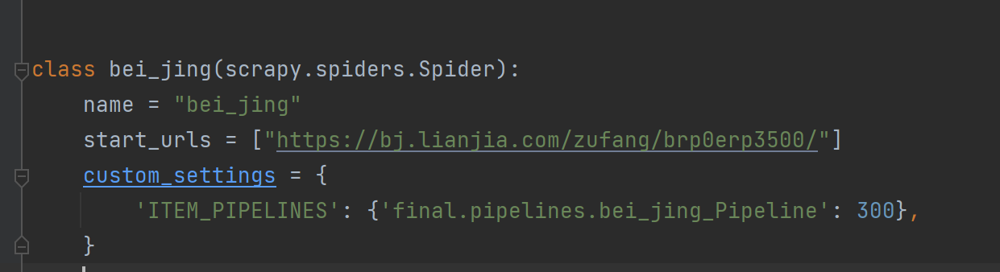 class bei_jing(scrapy.spiders.Spider):
    name = "bei_jing"
    start_urls = ["https://bj.lianjia.com/zufang/brp0erp3500/"]
    custom_settings = {
        'ITEM_PIPELINES': {'final.pipelines.bei_jing_Pipeline': 300},
    }